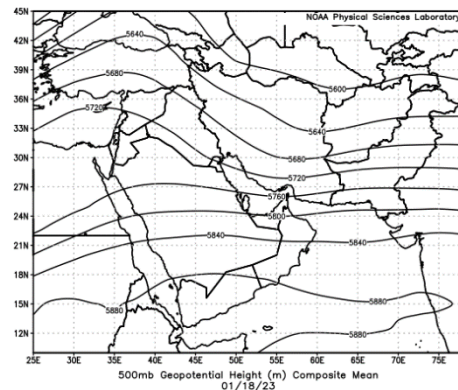 NOAA Physical Sciences Laboratory
45N
42N
39N
36N
33N
30N
27N
24N
21N
18N
15N
12N
5640
5600
5680
5720
5640
5680
5720
5760
5800
5840
5840
5880
5880
5880
25E
30E
35E
40E
45E
50E
55E
60E
65E
70E
75E
500mb Geopotential Height (m) Composite Mean
01/18/23